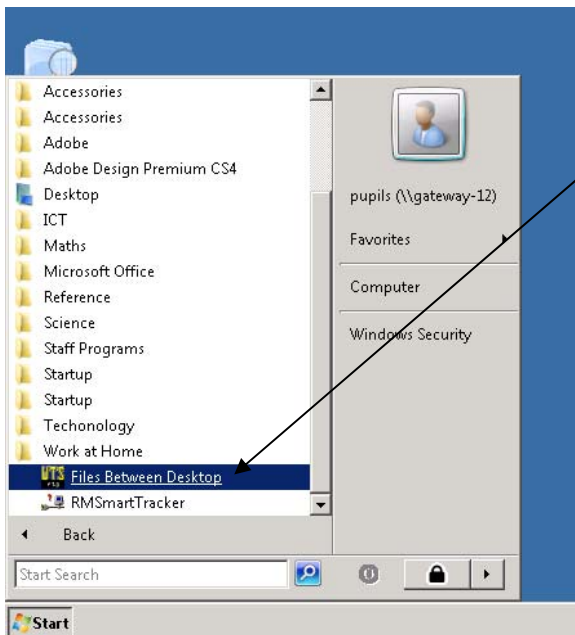 Accessories
Accessories
Adobe
Adobe Design Premium CS4
Desktop
ICT
Maths
Microsoft Office
Reference
Science
Staff Programs
Startup
Startup
Techonology
Work at Home
Files Between Desktop
RMSmartTracker
Back
Start Search
pupils (\\gateway-12)
Favorites
Computer
Windows Security
Start